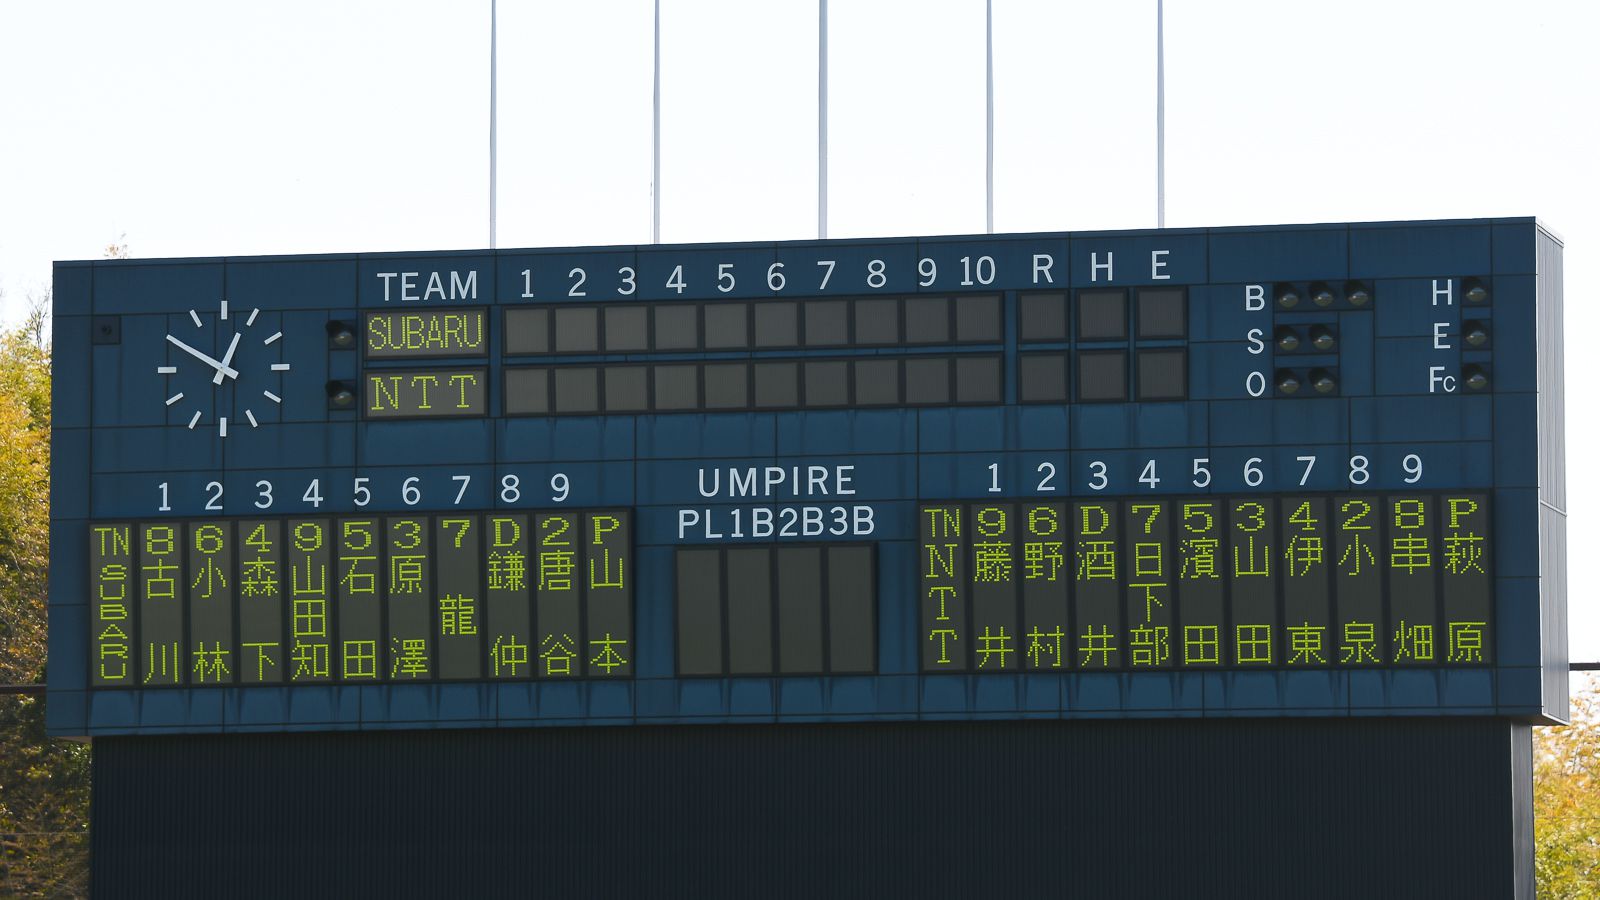 TEAM 1 2 3 4 5 6 7 8 9 10 R H E
SUBARU
NTT
B H
S E
O Fc
1 2 3 4 5 6 7 8 9
UMPIRE
PL 1B 2B 3B
1 2 3 4 5 6 7 8 9
TN 8 6 4 9 5 3 7 D 2 P
SUBARU
古川
小林
森下
山田知
石田
原澤
龍
鎌仲
唐谷
山本
TN 9 6 D 7 5 3 4 2 8 P
NTT
藤井
野村
酒井
日下部
濱田
山田
伊東
小泉
串畑
萩原